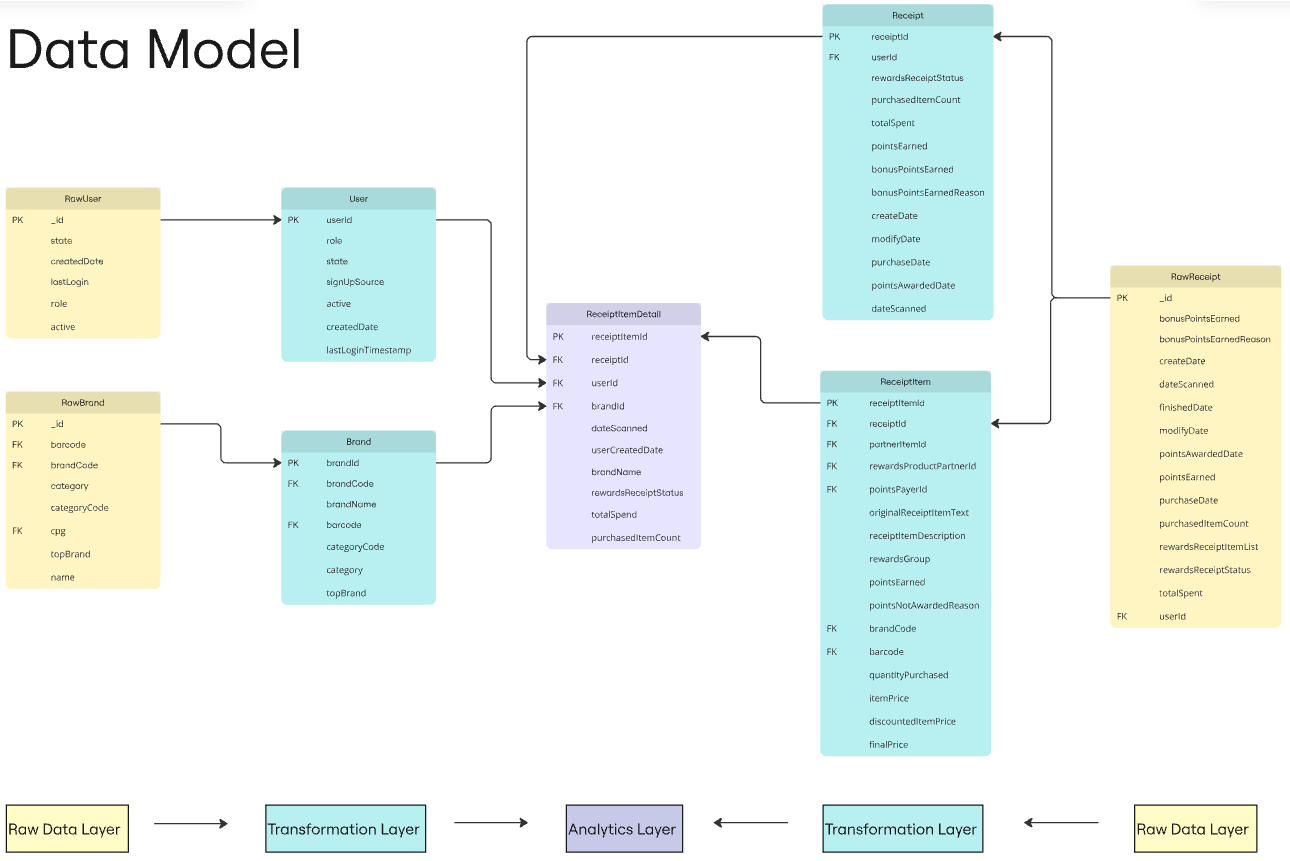 Data Model
RawUser
PK _id
state
createdDate
lastLogin
role
active
RawBrand
PK _id
FK barcode
FK brandCode
category
categoryCode
FK cpg
topBrand
name
User
PK userId
role
state
signUpSource
active
createdDate
lastLoginTimestamp
Brand
PK brandId
FK brandCode
brandName
FK barcode
categoryCode
category
topBrand
ReceiptItemDetail
PK receiptItemId
FK receiptId
FK userId
FK brandId
dateScanned
userCreatedDate
brandName
rewardsReceiptStatus
totalSpend
purchasedItemCount
Receipt
PK receiptId
FK userId
rewardsReceiptStatus
purchasedItemCount
totalSpent
pointsEarned
bonusPointsEarned
bonusPointsEarnedReason
createDate
modifyDate
purchaseDate
pointsAwardedDate
dateScanned
ReceiptItem
PK receiptItemId
FK receiptId
FK partnerItemId
FK rewardsProductPartnerId
FK pointsPayerId
originalReceiptItemText
receiptItemDescription
rewardsGroup
pointsEarned
pointsNotAwardedReason
FK brandCode
FK barcode
quantityPurchased
itemPrice
discountedItemPrice
finalPrice
RawReceipt
PK _id
bonusPointsEarned
bonusPointsEarnedReason
createDate
dateScanned
finishedDate
modifyDate
pointsAwardedDate
pointsEarned
purchaseDate
purchasedItemCount
rewardsReceiptItemList
rewardsReceiptStatus
totalSpent
FK userId
Raw Data Layer
Transformation Layer
Analytics Layer
Transformation Layer
Raw Data Layer